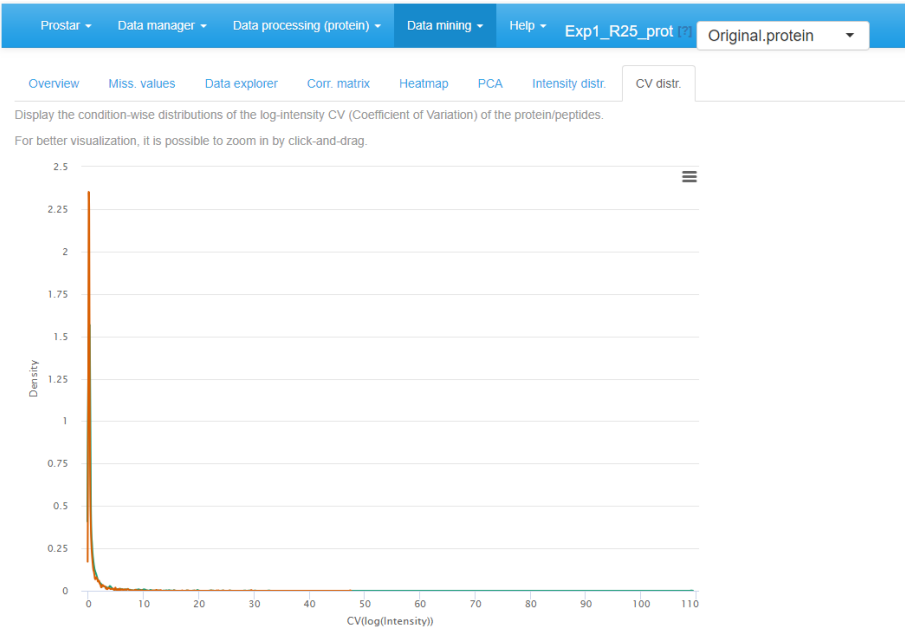 Prostar Data manager Data processing (protein) Data mining Help Exp1_R25_prot [?] Original.protein
Overview Miss. values Data explorer Corr. matrix Heatmap PCA Intensity distr. CV distr.
Display the condition-wise distributions of the log-intensity CV (Coefficient of Variation) of the protein/peptides.
For better visualization, it is possible to zoom in by click-and-drag.
2.5
2.25
2
1.75
1.5
1.25
1
0.75
0.5
0.25
0
Density
0 10 20 30 40 50 60 70 80 90 100 110
CV(log(Intensity))